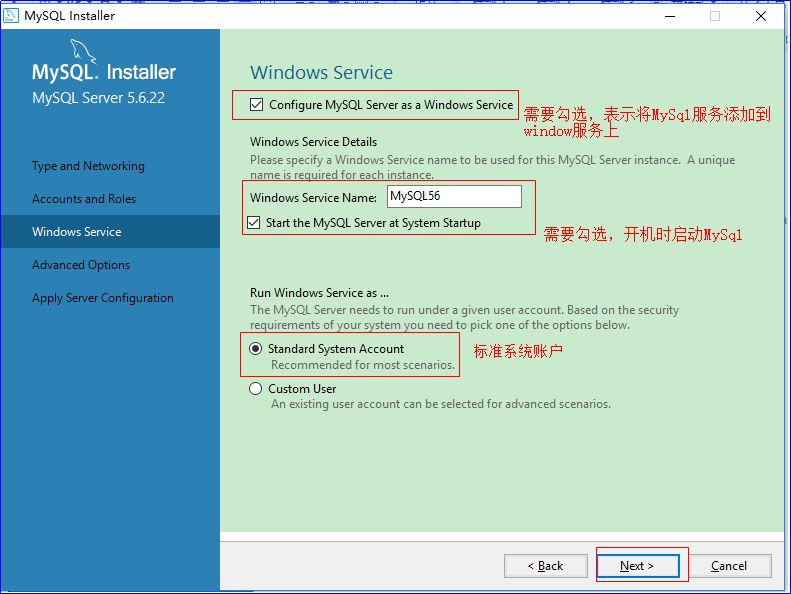 MySQL Installer
MySQL. Installer
MySQL Server 5.6.22
Type and Networking
Accounts and Roles
Windows Service
Advanced Options
Apply Server Configuration
Windows Service
Configure MySQL Server as a Windows Service
需要勾选，表示将MySql服务添加到
window服务上
Windows Service Details
Please specify a Windows Service name to be used for this MySQL Server instance. A unique
name is required for each instance.
Windows Service Name: MySQL56
Start the MySQL Server at System Startup
需要勾选，开机时启动MySql
Run Windows Service as ...
The MySQL Server needs to run under a given user account. Based on the security
requirements of your system you need to pick one of the options below.
Standard System Account
Recommended for most scenarios.
标准系统账户
Custom User
An existing user account can be selected for advanced scenarios.
< Back
Next >
Cancel